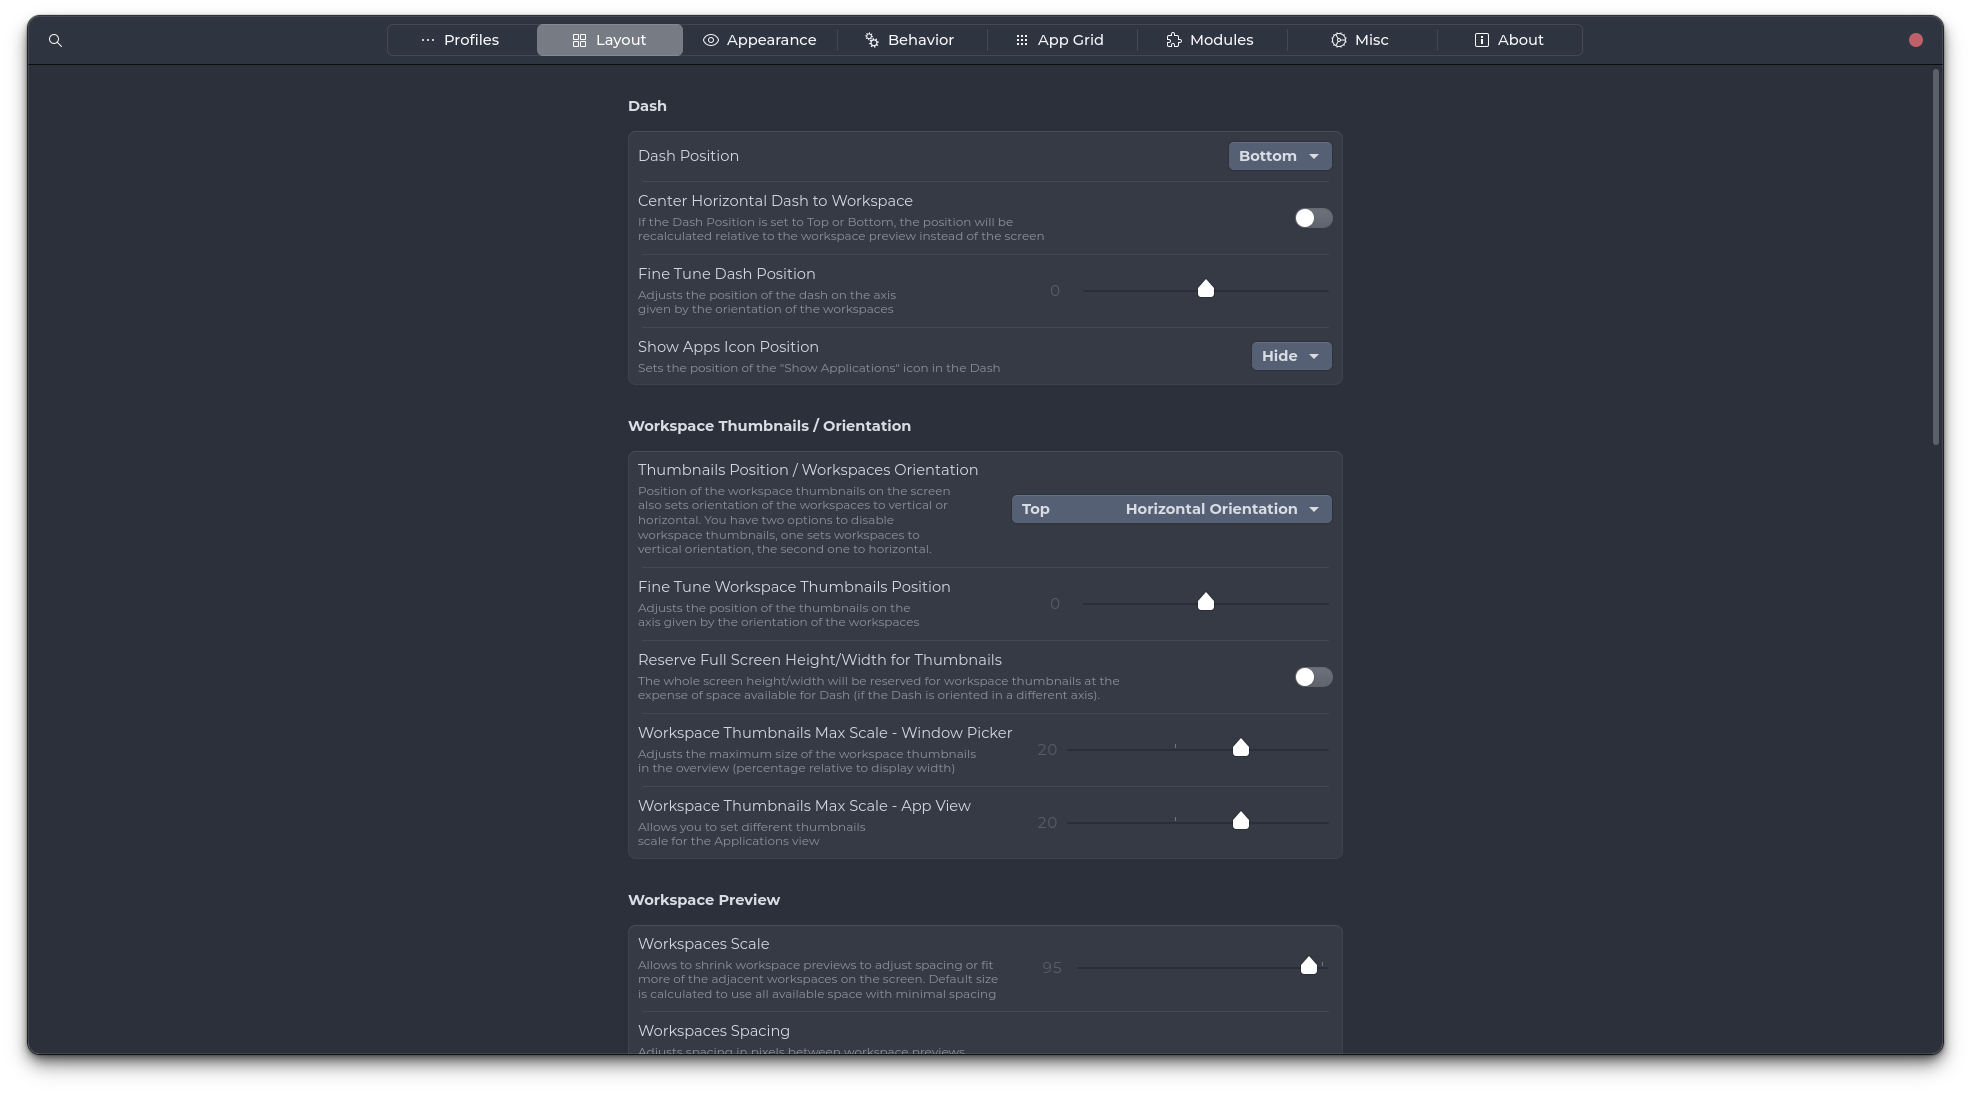 Profiles
Layout
Appearance
Behavior
App Grid
Modules
Misc
About
Dash
Dash Position
Bottom
Center Horizontal Dash to Workspace
If the Dash Position is set to Top or Bottom, the position will be
recalculated relative to the workspace preview instead of the screen
Fine Tune Dash Position
Adjusts the position of the dash on the axis
given by the orientation of the workspaces
0
Show Apps Icon Position
Sets the position of the "Show Applications" icon in the Dash
Hide
Workspace Thumbnails / Orientation
Thumbnails Position / Workspaces Orientation
Position of the workspace thumbnails on the screen
also sets orientation of the workspaces to vertical or
horizontal. You have two options to disable
workspace thumbnails, one sets workspaces to
vertical orientation, the second one to horizontal.
Top Horizontal Orientation
Fine Tune Workspace Thumbnails Position
Adjusts the position of the thumbnails on the
axis given by the orientation of the workspaces
0
Reserve Full Screen Height/Width for Thumbnails
The whole screen height/width will be reserved for workspace thumbnails at the
expense of space available for Dash (if the Dash is oriented in a different axis).
Workspace Thumbnails Max Scale - Window Picker
Adjusts the maximum size of the workspace thumbnails
in the overview (percentage relative to display width)
20
Workspace Thumbnails Max Scale - App View
Allows you to set different thumbnails
scale for the Applications view
20
Workspace Preview
Workspaces Scale
Allows to shrink workspace previews to adjust spacing or fit
more of the adjacent workspaces on the screen. Default size
is calculated to use all available space with minimal spacing
95
Workspaces Spacing
Adjusts spacing in pixels between workspace previews